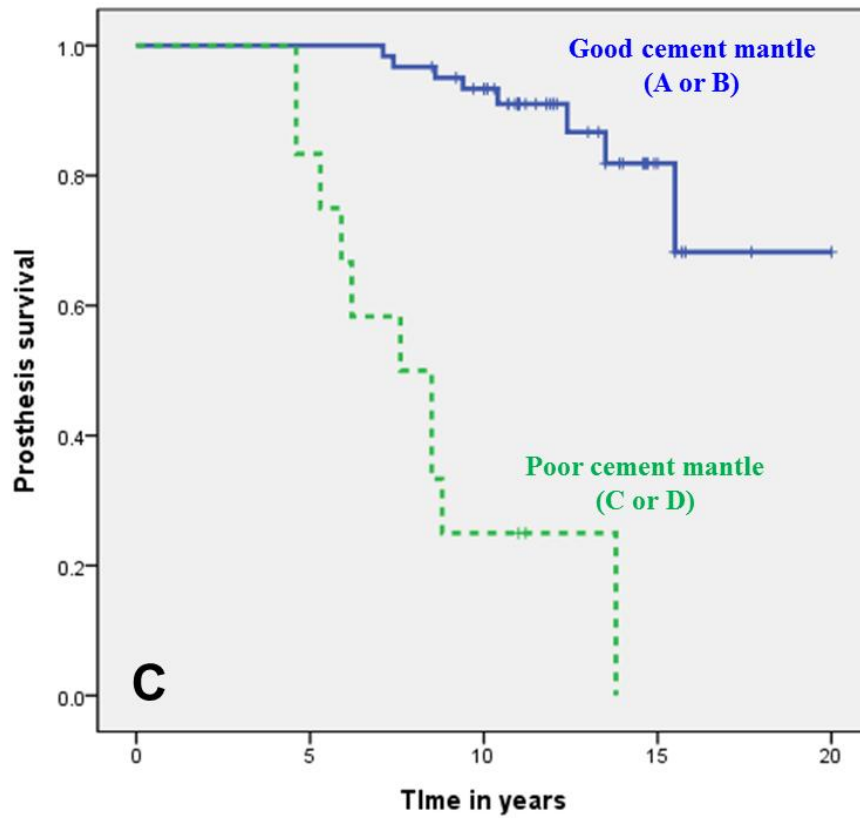 1.0
0.8
0.6
0.4
0.2
0.0
Prosthesis survival
Good cement mantle
(A or B)
Poor cement mantle
(C or D)
C
0 5 10 15 20
TIme in years